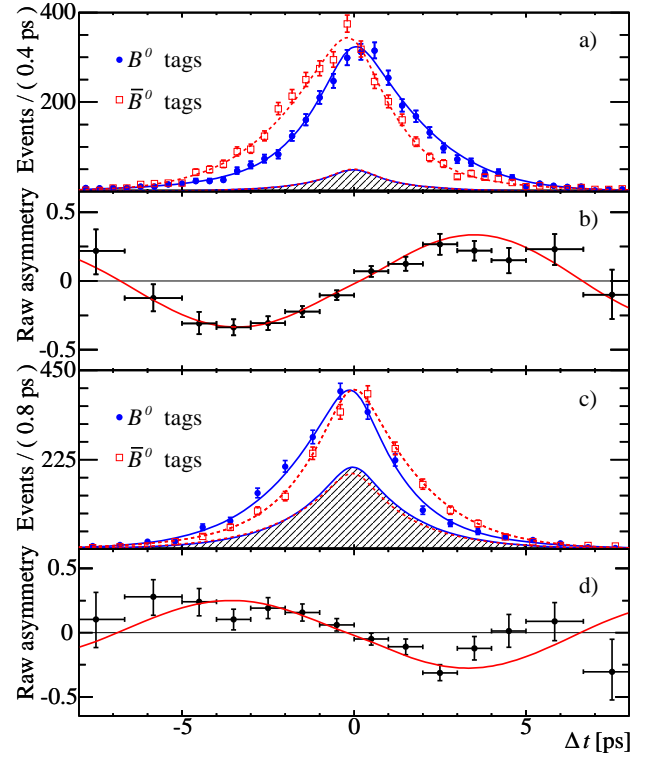 400
200
Events / ( 0.4 ps )
B⁰ tags
B̅⁰ tags
a)
0.5
0
-0.5
Raw asymmetry
b)
450
225
Events / ( 0.8 ps )
B⁰ tags
B̅⁰ tags
c)
0.5
0
-0.5
Raw asymmetry
d)
-5 0 5
Δt [ps]